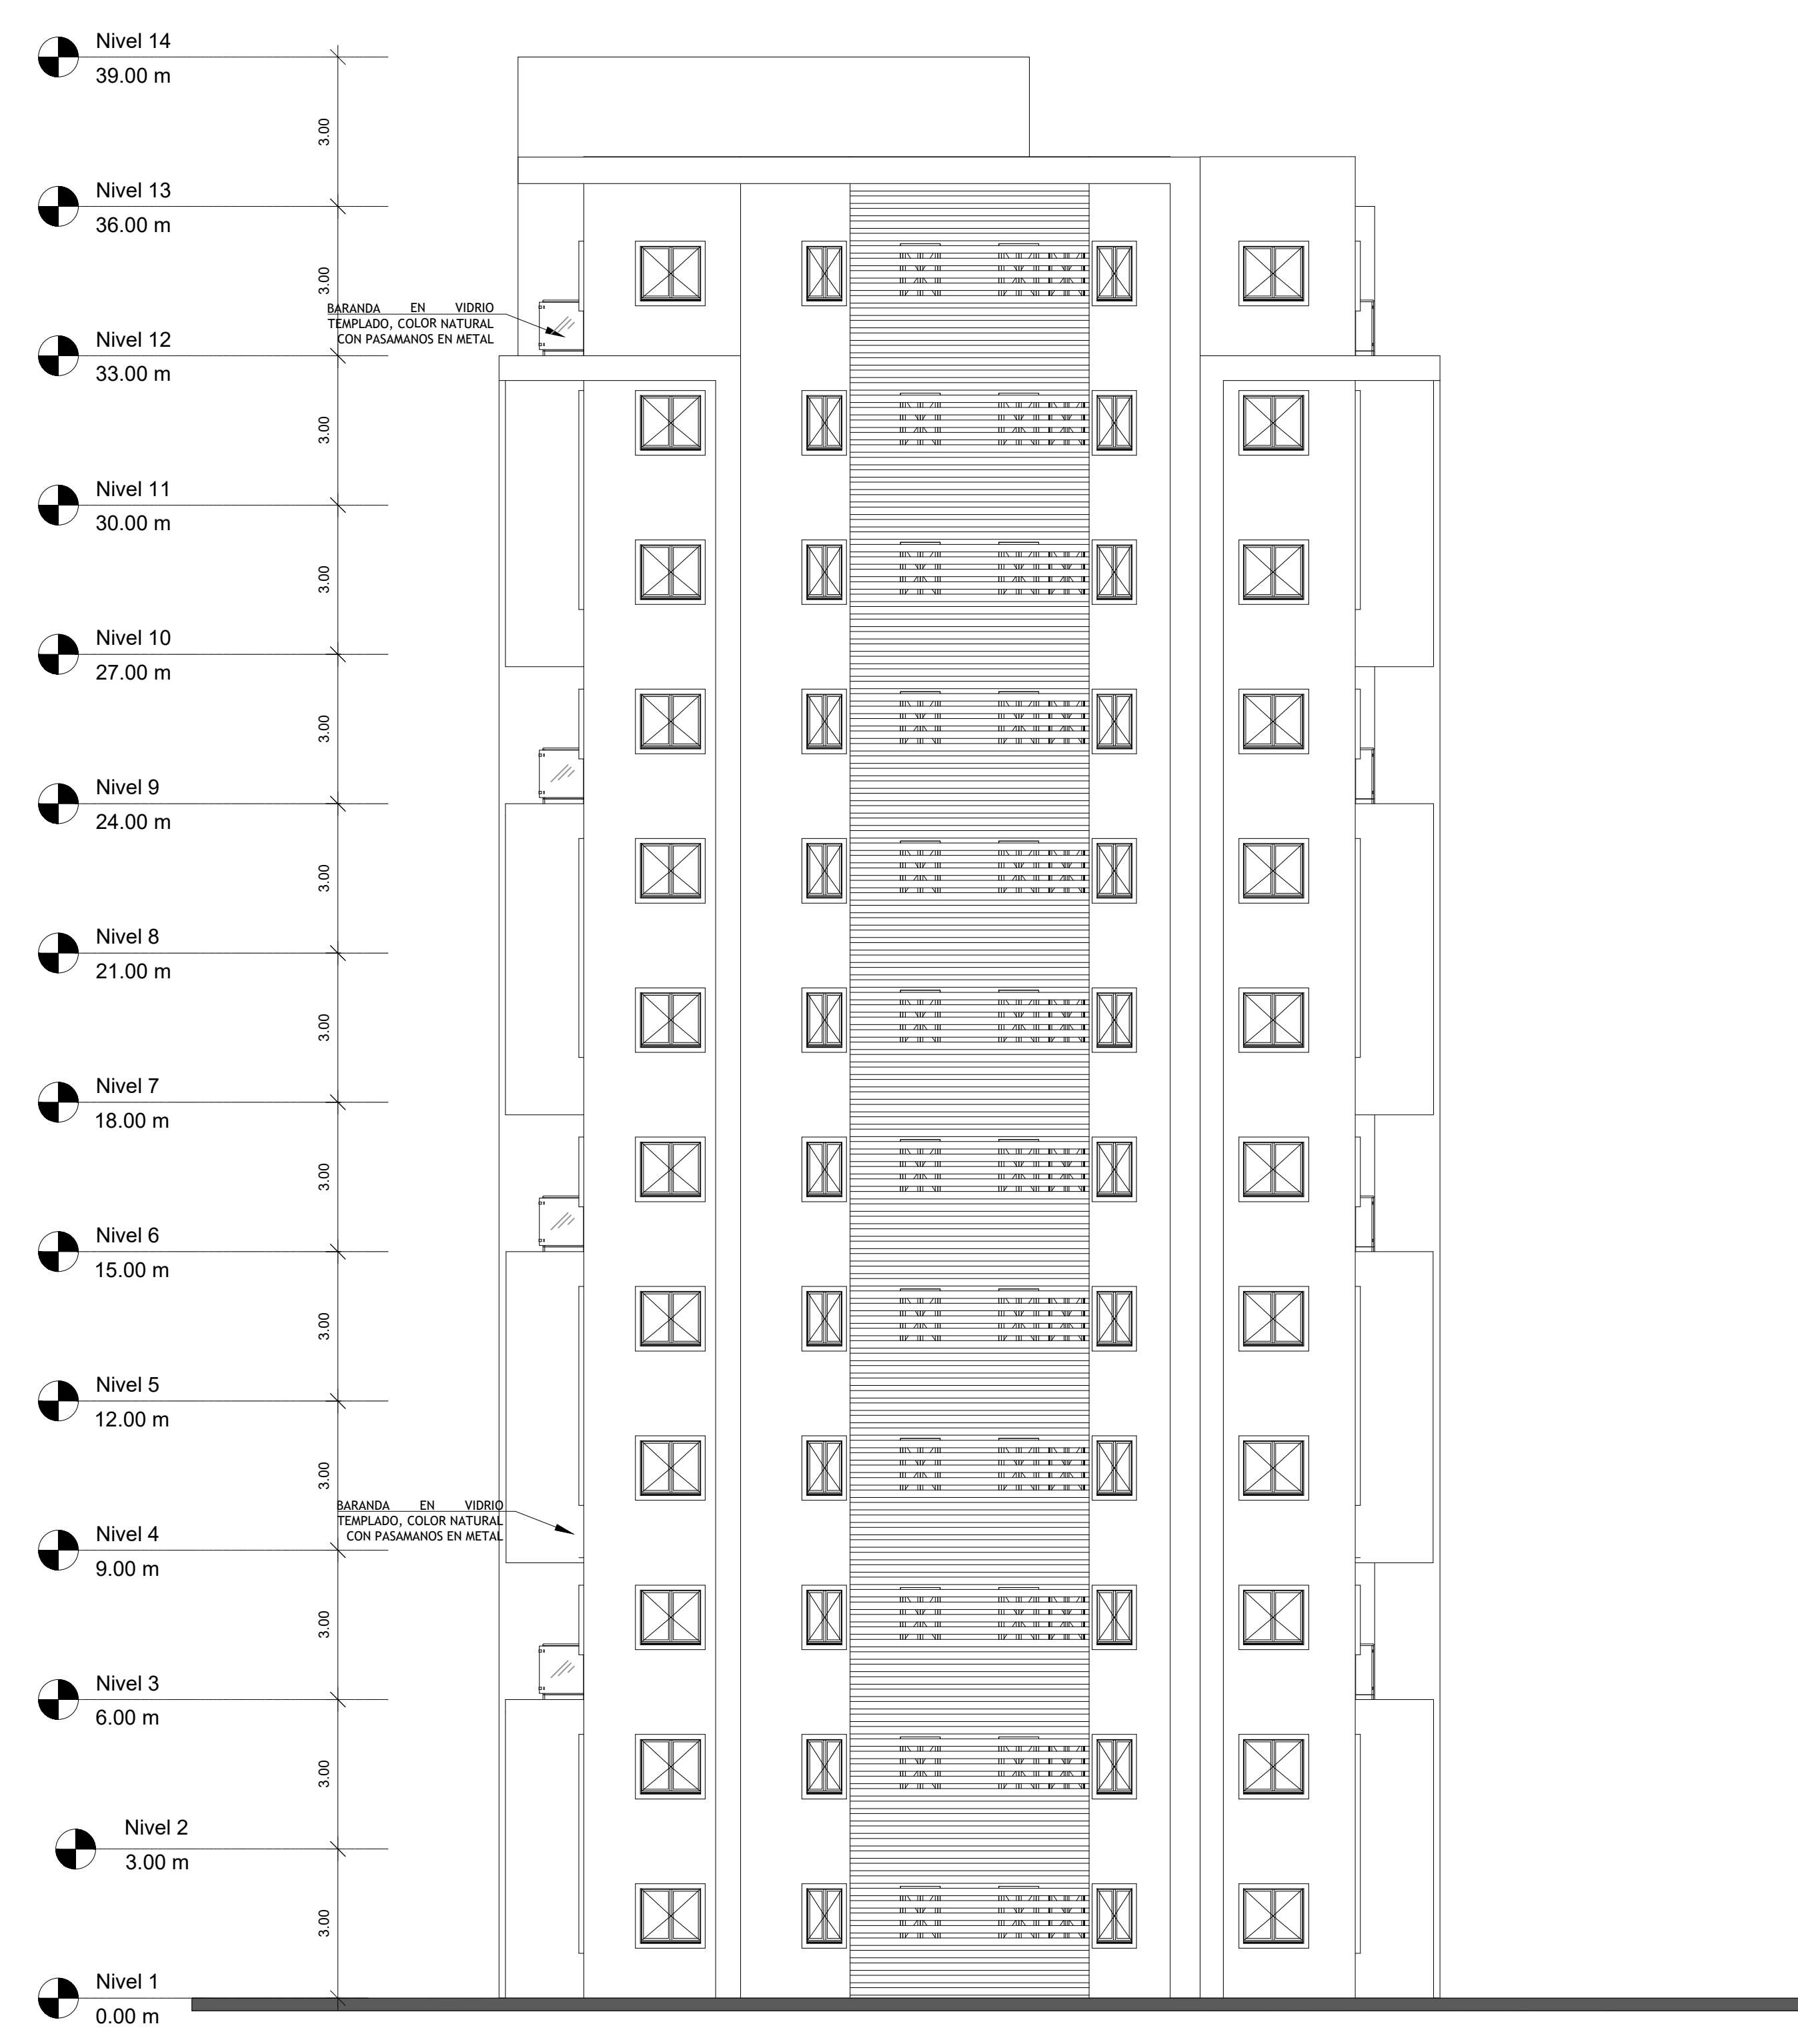 Nivel 14
39.00 m
3.00
Nivel 13
36.00 m
3.00
BARANDA EN VIDRIO
TEMPLADO, COLOR NATURAL
CON PASAMANOS EN METAL
Nivel 12
33.00 m
3.00
Nivel 11
30.00 m
3.00
Nivel 10
27.00 m
3.00
Nivel 9
24.00 m
3.00
Nivel 8
21.00 m
3.00
Nivel 7
18.00 m
3.00
Nivel 6
15.00 m
3.00
Nivel 5
12.00 m
3.00
BARANDA EN VIDRIO
TEMPLADO, COLOR NATURAL
CON PASAMANOS EN METAL
Nivel 4
9.00 m
3.00
Nivel 3
6.00 m
3.00
Nivel 2
3.00 m
3.00
Nivel 1
0.00 m